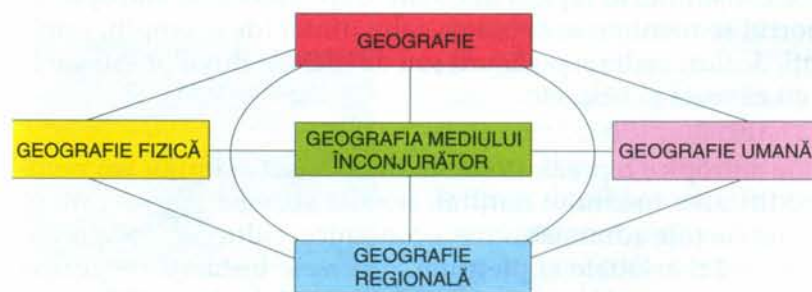 GEOGRAFIE
GEOGRAFIE FIZICĂ
GEOGRAFIA MEDIULUI
ÎNCONJURĂTOR
GEOGRAFIE UMANĂ
GEOGRAFIE
REGIONALĂ